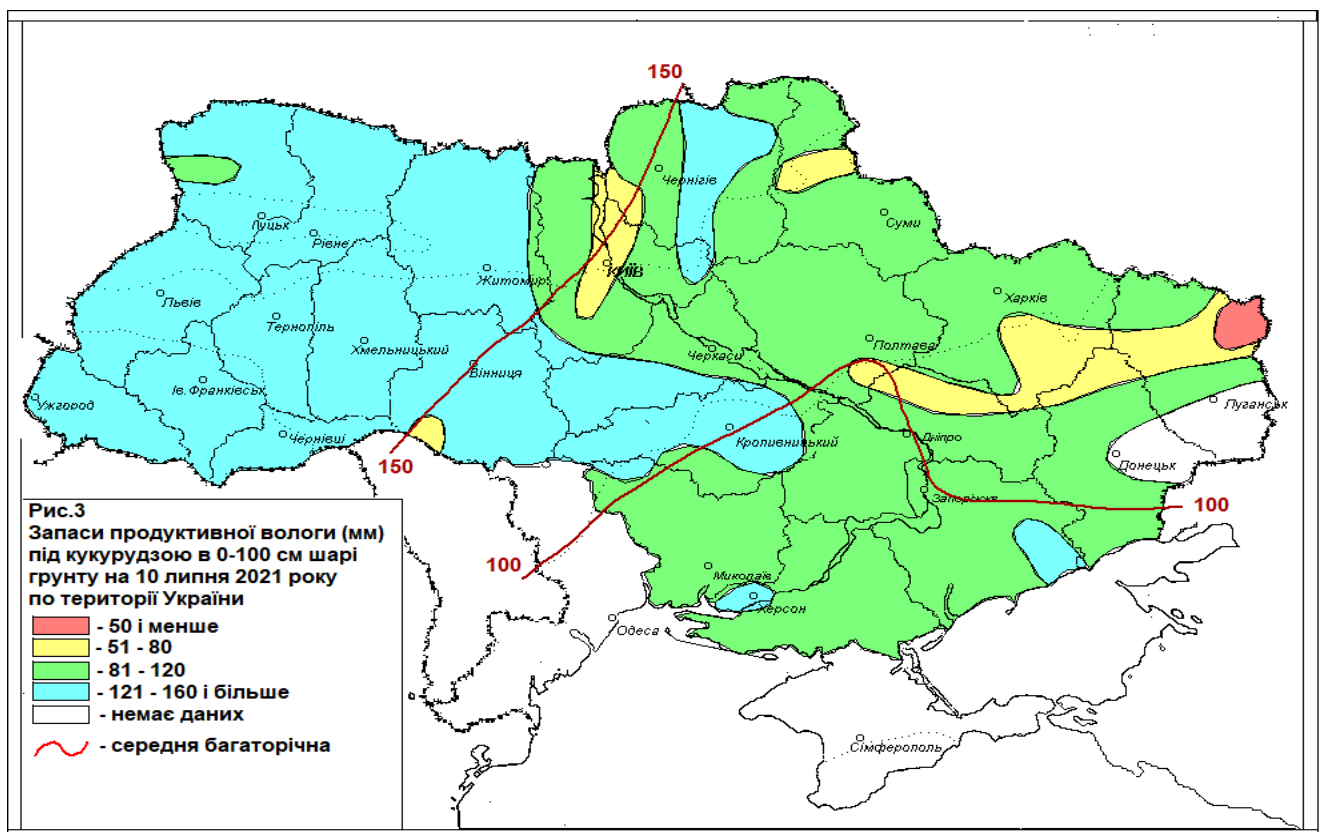 150
Чернігів
Суми
Луцьк
Рівне
КИЇВ
Житомир
Львів
Харків
Тернопіль
Хмельницький
Полтава
Черкаси
Вінниця
Ів.Франківськ
Ужгород
Луганськ
Чернівці
Кропивницький
Дніпро
Донецьк
150
Запоріжжя
100
100
Миколаїв
Херсон
Одеса
Сімферополь
Рис.3
Запаси продуктивної вологи (мм)
під кукурудзою в 0-100 см шарі
грунту на 10 липня 2021 року
по території України
- 50 і менше
- 51 - 80
- 81 - 120
- 121 - 160 і більше
- немає даних
- середня багаторічна